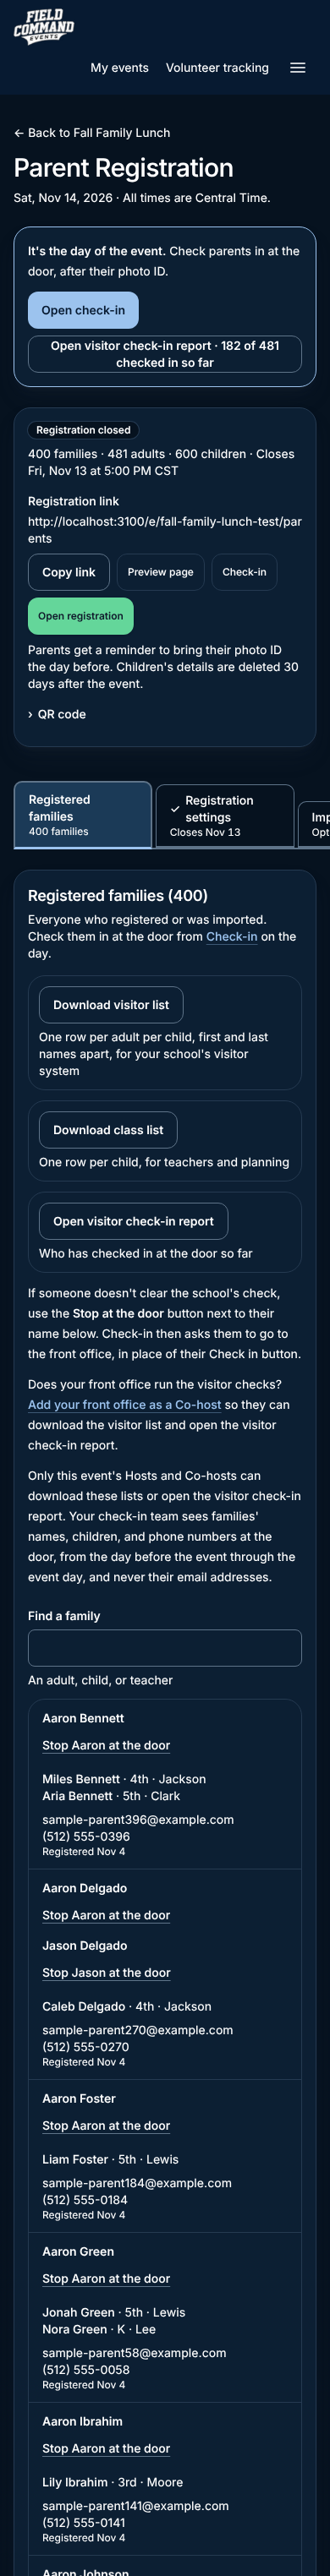 FIELD
COMMAND
EVENTS
My events
Volunteer tracking
← Back to Fall Family Lunch
Parent Registration
Sat, Nov 14, 2026 · All times are Central Time.
It's the day of the event. Check parents in at the
door, after their photo ID.
Open check-in
Open visitor check-in report · 182 of 481
checked in so far
Registration closed
400 families · 481 adults · 600 children · Closes
Fri, Nov 13 at 5:00 PM CST
Registration link
http://localhost:3100/e/fall-family-lunch-test/par
ents
Copy link
Preview page
Check-in
Open registration
Parents get a reminder to bring their photo ID
the day before. Children's details are deleted 30
days after the event.
› QR code
Registered
families
400 families
✓ Registration
settings
Closes Nov 13
Imp
Opt
Registered families (400)
Everyone who registered or was imported.
Check them in at the door from Check-in on the
day.
Download visitor list
One row per adult per child, first and last
names apart, for your school's visitor
system
Download class list
One row per child, for teachers and planning
Open visitor check-in report
Who has checked in at the door so far
If someone doesn't clear the school's check,
use the Stop at the door button next to their
name below. Check-in then asks them to go to
the front office, in place of their Check in button.
Does your front office run the visitor checks?
Add your front office as a Co-host so they can
download the visitor list and open the visitor
check-in report.
Only this event's Hosts and Co-hosts can
download these lists or open the visitor check-in
report. Your check-in team sees families'
names, children, and phone numbers at the
door, from the day before the event through the
event day, and never their email addresses.
Find a family
An adult, child, or teacher
Aaron Bennett
Stop Aaron at the door
Miles Bennett · 4th · Jackson
Aria Bennett · 5th · Clark
sample-parent396@example.com
(512) 555-0396
Registered Nov 4
Aaron Delgado
Stop Aaron at the door
Jason Delgado
Stop Jason at the door
Caleb Delgado · 4th · Jackson
sample-parent270@example.com
(512) 555-0270
Registered Nov 4
Aaron Foster
Stop Aaron at the door
Liam Foster · 5th · Lewis
sample-parent184@example.com
(512) 555-0184
Registered Nov 4
Aaron Green
Stop Aaron at the door
Jonah Green · 5th · Lewis
Nora Green · K · Lee
sample-parent58@example.com
(512) 555-0058
Registered Nov 4
Aaron Ibrahim
Stop Aaron at the door
Lily Ibrahim · 3rd · Moore
sample-parent141@example.com
(512) 555-0141
Registered Nov 4
Aaron Johnson